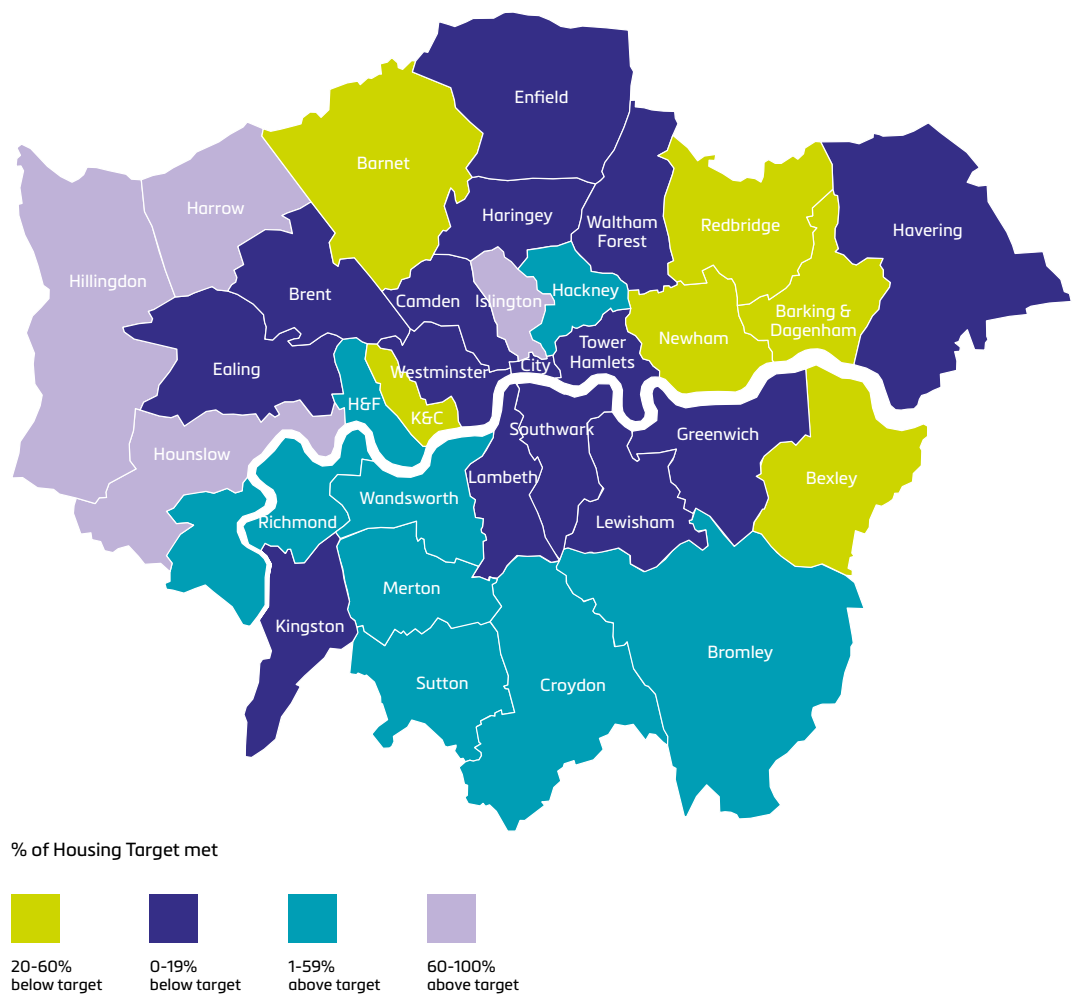 Enfield
Barnet
Harrow
Haringey
Waltham
Forest
Redbridge
Havering
Hillingdon
Brent
Camden
Islington
Hackney
Barking &
Dagenham
Newham
Tower
Hamlets
Ealing
Westminster
City
H&F
K&C
Southwark
Greenwich
Hounslow
Lambeth
Bexley
Wandsworth
Richmond
Lewisham
Merton
Kingston
Bromley
Sutton
Croydon
% of Housing Target met
20-60%
below target
0-19%
below target
1-59%
above target
60-100%
above target